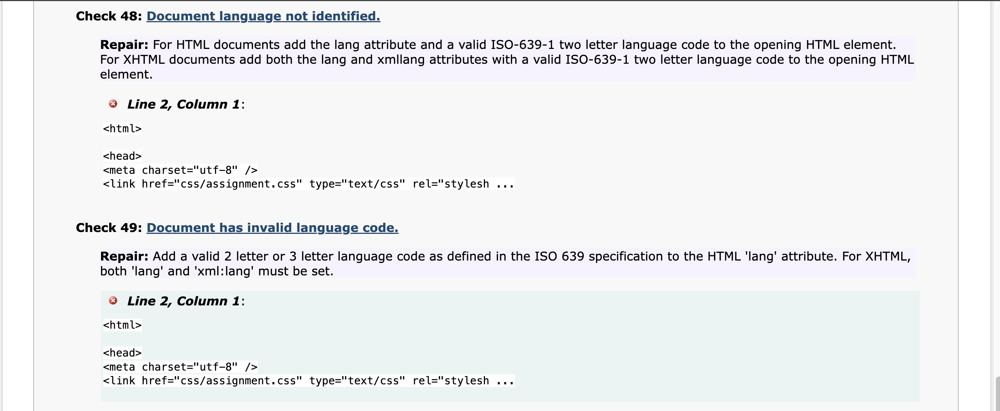 Check 48: Document language not identified.
Repair: For HTML documents add the lang attribute and a valid ISO-639-1 two letter language code to the opening HTML element.
For XHTML documents add both the lang and xmllang attributes with a valid ISO-639-1 two letter language code to the opening HTML
element.
Line 2, Column 1:
<html>
<head>
<meta charset="utf-8" />
<link href="css/assignment.css" type="text/css" rel="stylesh ...
Check 49: Document has invalid language code.
Repair: Add a valid 2 letter or 3 letter language code as defined in the ISO 639 specification to the HTML 'lang' attribute. For XHTML,
both 'lang' and 'xml:lang' must be set.
Line 2, Column 1:
<html>
<head>
<meta charset="utf-8" />
<link href="css/assignment.css" type="text/css" rel="stylesh ...